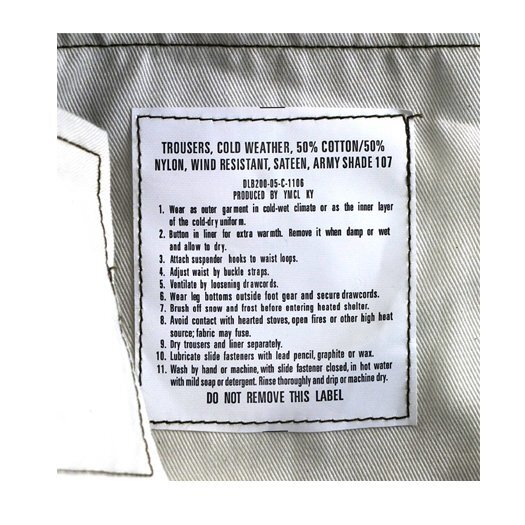 TROUSERS, COLD WEATHER, 50% COTTON/50%
NYLON, WIND RESISTANT, SATEEN, ARMY SHADE 107
DLB200-05-C-1106
PRODUCED BY YMCL KY
1. Wear as outer garment in cold-wet climate or as the inner layer
of the cold-dry uniform.
2. Button in liner for extra warmth. Remove it when damp or wet
and allow to dry.
3. Attach suspender hooks to waist loops.
4. Adjust waist by buckle straps.
5. Ventilate by loosening drawcords.
6. Wear leg bottoms outside foot gear and secure drawcords.
7. Brush off snow and frost before entering heated shelter.
8. Avoid contact with hearted stoves, open fires or other high heat
source; fabric may fuse.
9. Dry trousers and liner separately.
10. Lubricate slide fasteners with lead pencil, graphite or wax.
11. Wash by hand or machine, with slide fastener closed, in hot water
with mild soap or detergent. Rinse thoroughly and drip or machine dry.
DO NOT REMOVE THIS LABEL